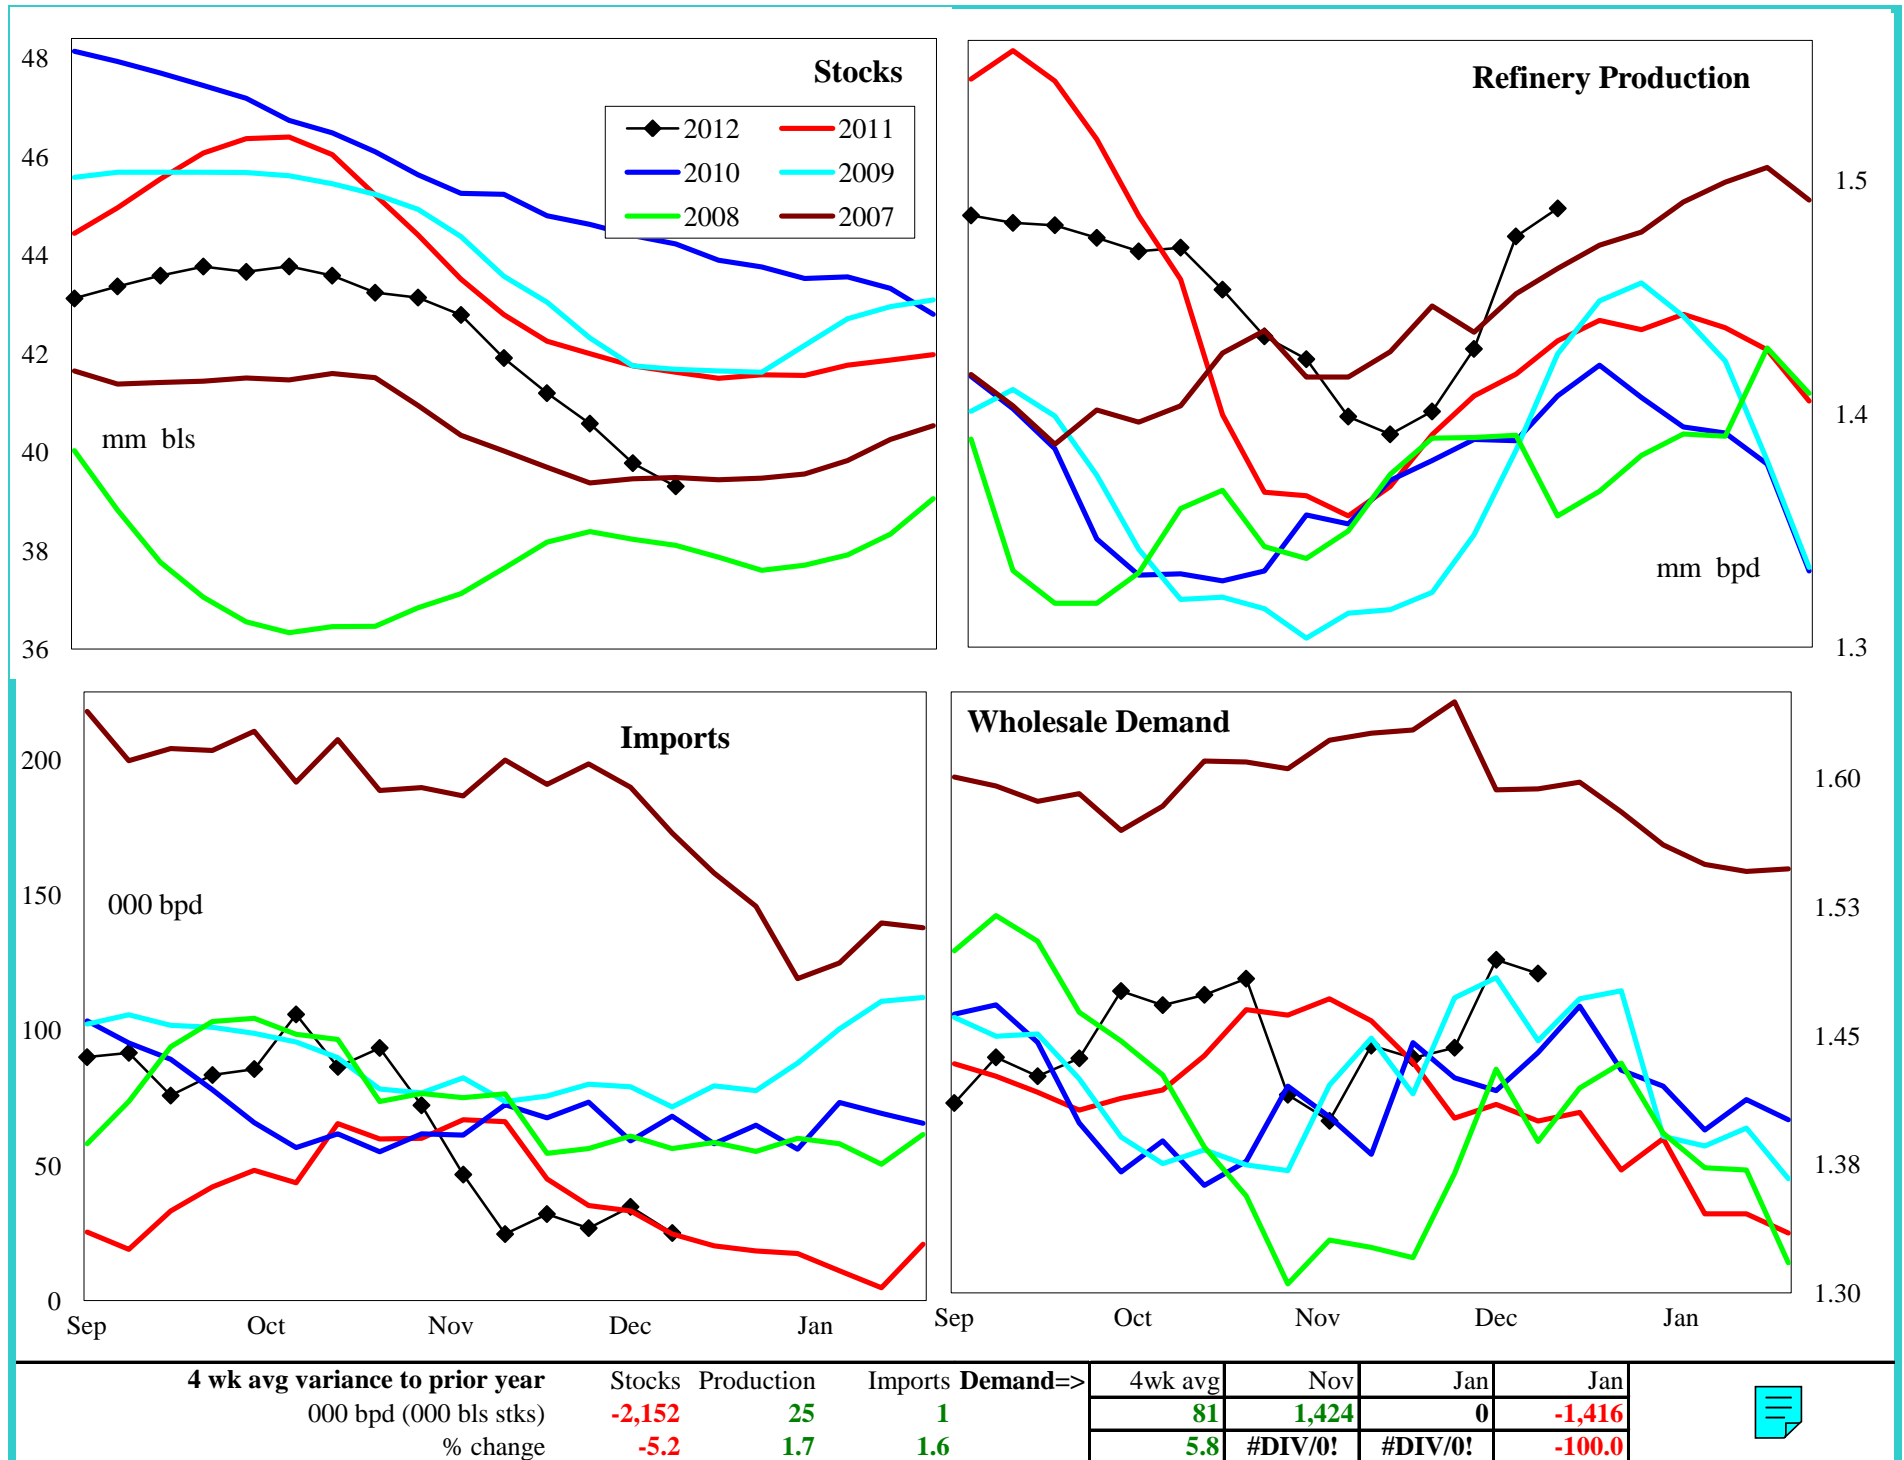 Stocks
48
46
44
42
40
38
36
2012 2011
2010 2009
2008 2007
mm bls
Refinery Production
1.5
1.4
1.3
mm bpd
Imports
200
150
100
50
0
000 bpd
Sep Oct Nov Dec Jan
Wholesale Demand
1.60
1.53
1.45
1.38
1.30
Sep Oct Nov Dec Jan
4 wk avg variance to prior year Stocks Production Imports Demand=> 4wk avg Nov Jan Jan
000 bpd (000 bls stks) -2,152 25 1 81 1,424 0 -1,416
% change -5.2 1.7 1.6 5.8 #DIV/0! #DIV/0! -100.0